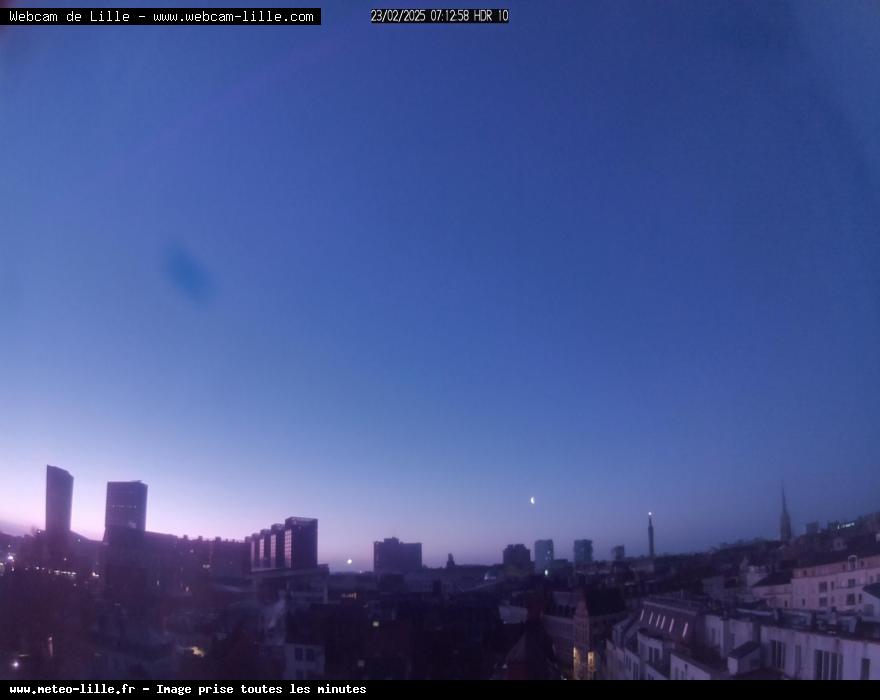 Webcam de Lille - www.webcam-lille.com
23/02/2025 07:12:58 HDR 10
www.meteo-lille.fr - Image prise toutes les minutes